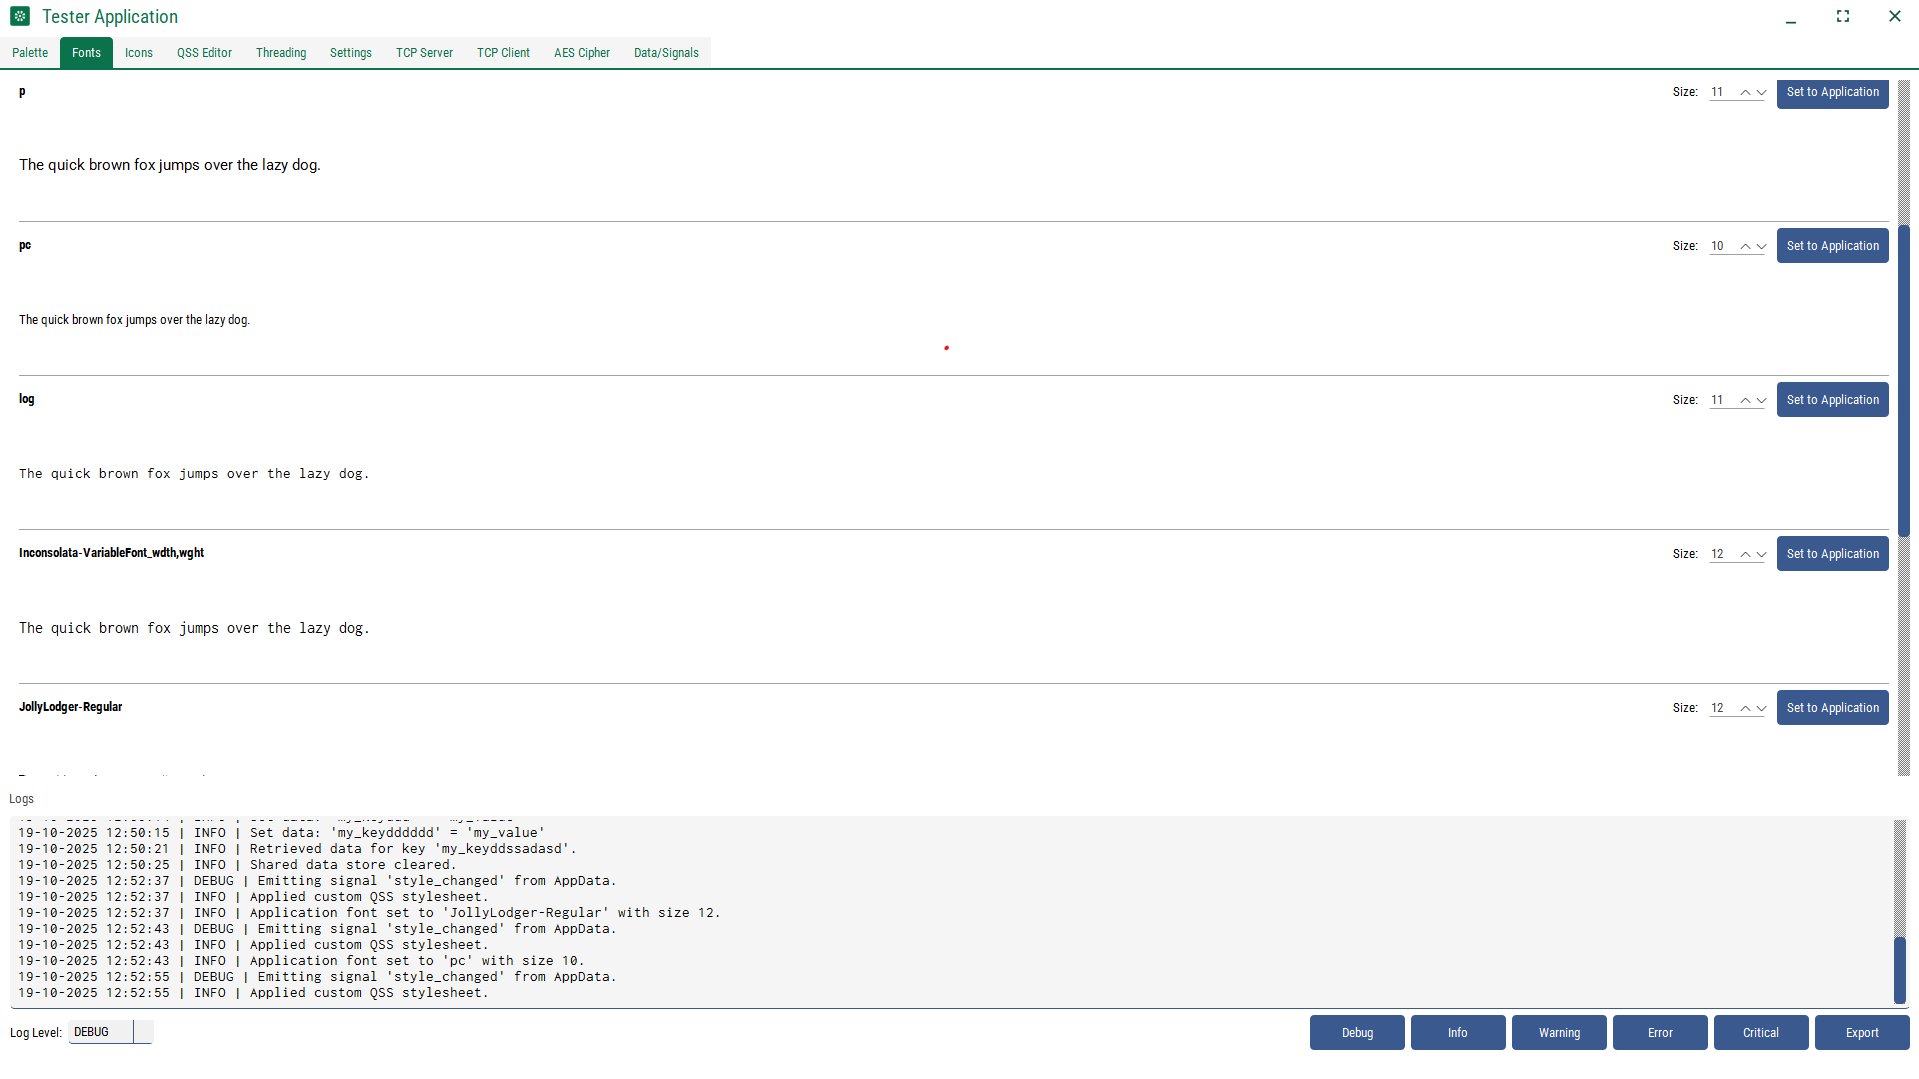 Tester Application
Palette Fonts Icons QSS Editor Threading Settings TCP Server TCP Client AES Cipher Data/Signals
p Size: 11 Set to Application
The quick brown fox jumps over the lazy dog.
pc Size: 10 Set to Application
The quick brown fox jumps over the lazy dog.
log Size: 11 Set to Application
The quick brown fox jumps over the lazy dog.
Inconsolata-VariableFont_wdth,wght Size: 12 Set to Application
The quick brown fox jumps over the lazy dog.
JollyLodger-Regular Size: 12 Set to Application
Logs
19-10-2025 12:50:15 | INFO | Set data: 'my_keydddddd' = 'my_value'
19-10-2025 12:50:21 | INFO | Retrieved data for key 'my_keyddssadasd'.
19-10-2025 12:50:25 | INFO | Shared data store cleared.
19-10-2025 12:52:37 | DEBUG | Emitting signal 'style_changed' from AppData.
19-10-2025 12:52:37 | INFO | Applied custom QSS stylesheet.
19-10-2025 12:52:37 | INFO | Application font set to 'JollyLodger-Regular' with size 12.
19-10-2025 12:52:43 | DEBUG | Emitting signal 'style_changed' from AppData.
19-10-2025 12:52:43 | INFO | Applied custom QSS stylesheet.
19-10-2025 12:52:43 | INFO | Application font set to 'pc' with size 10.
19-10-2025 12:52:55 | DEBUG | Emitting signal 'style_changed' from AppData.
19-10-2025 12:52:55 | INFO | Applied custom QSS stylesheet.
Log Level: DEBUG Debug Info Warning Error Critical Export